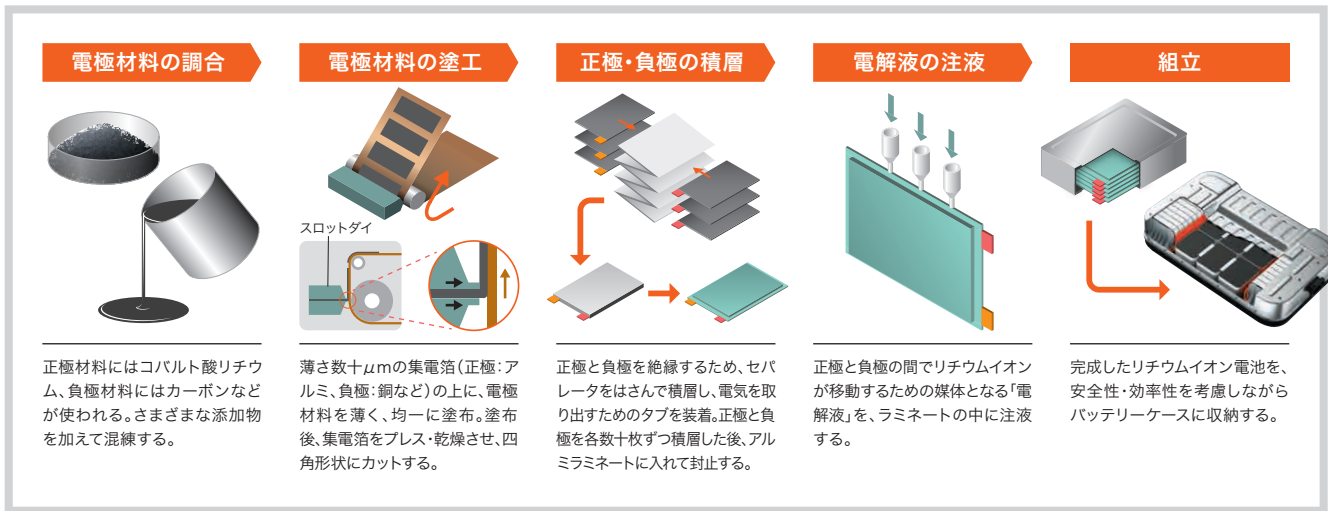 電極材料の調合
電極材料の塗工
正極・負極の積層
電解液の注液
組立
スロットダイ
正極材料にはコバルト酸リチウ
ム、負極材料にはカーボンなど
が使われる。さまざまな添加物
を加えて混練する。
薄さ数十μmの集電箔(正極:ア
ルミ、負極:銅など)の上に、電極
材料を薄く、均一に塗布。塗布
後、集電箔をプレス・乾燥させ、四
角形状にカットする。
正極と負極を絶縁するため、セパ
レータをはさんで積層し、電気を取
り出すためのタブを装着。正極と負
極を各数十枚ずつ積層した後、アル
ミラミネートに入れて封止する。
正極と負極の間でリチウムイオン
が移動するための媒体となる「電
解液」を、ラミネートの中に注液
する。
完成したリチウムイオン電池を、
安全性・効率性を考慮しながら
バッテリーケースに収納する。